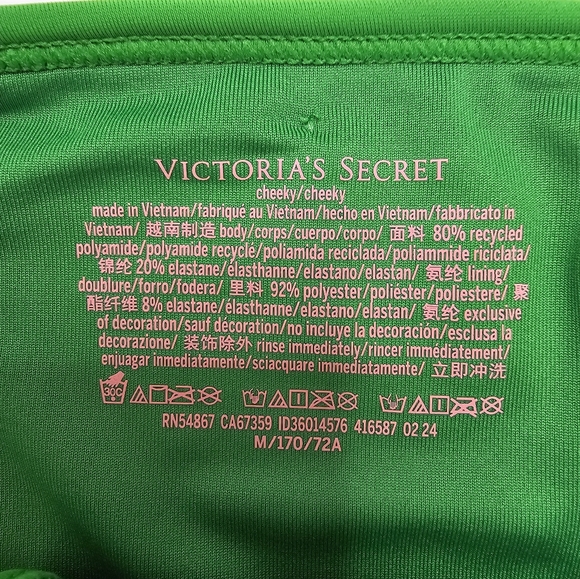 VICTORIA'S SECRET
cheeky/cheeky
made in Vietnam/fabriqué au Vietnam/hecho en Vietnam/fabbricato in
Vietnam/ 越南制造 body/corps/cuerpo/corpo/ 面料 80% recycled
polyamide/polyamide recyclé/poliamida reciclada/poliammide riciclata/
锦纶 20% elastane/élasthanne/elastano/elastan/ 氨纶 lining/
doublure/forro/fodera/ 里料 92% polyester/poliéster/poliestere/ 聚
酯纤维 8% elastane/élasthanne/elastano/elastan/ 氨纶 exclusive
of decoration/sauf décoration/no incluye la decoración/esclusa la
decorazione/ 装饰除外 rinse immediately/rincer immédiatement/
enjuagar inmediatamente/sciacquare immediatamente/ 立即冲洗
30C
RN54867 CA67359 ID36014576 416587 02 24
M/170/72A